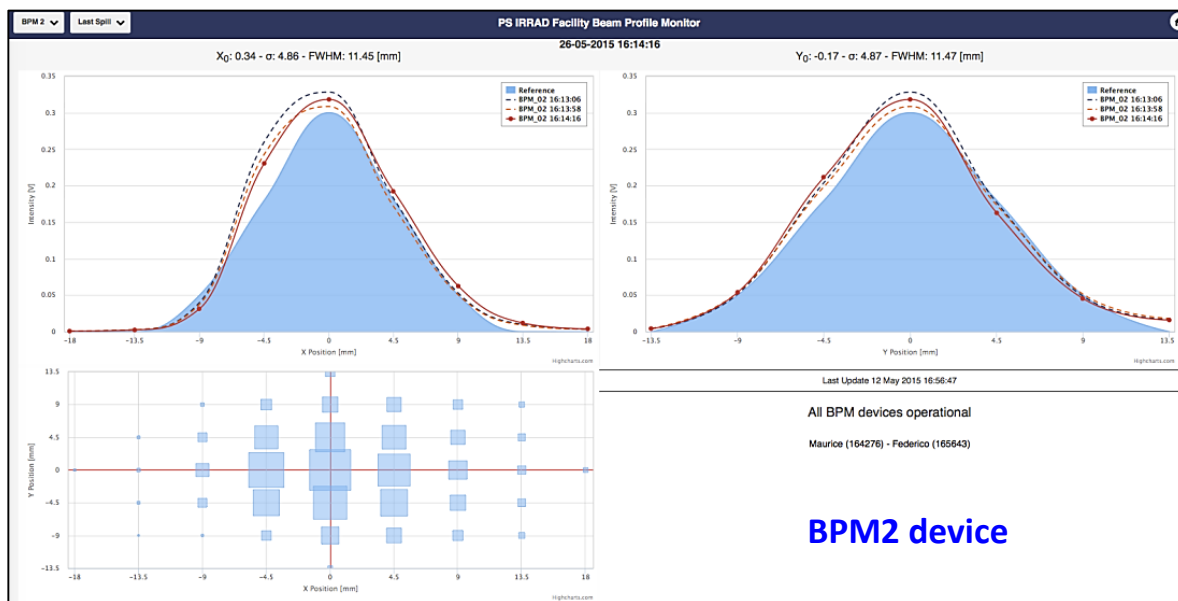 BPM 2
Last Spill
PS IRRAD Facility Beam Profile Monitor
26-05-2015 16:14:16
X0: 0.34 - σ: 4.86 - FWHM: 11.45 [mm]
Y0: -0.17 - σ: 4.87 - FWHM: 11.47 [mm]
0.35
0.3
0.25
0.2
0.15
0.1
0.05
0
Intensity [V]
Reference
BPM_02 16:13:06
BPM_02 16:13:58
BPM_02 16:14:16
-18
-13.5
-9
-4.5
0
4.5
9
13.5
18
X Position [mm]
Highcharts.com
0.35
0.3
0.25
0.2
0.15
0.1
0.05
0
Intensity [V]
Reference
BPM_02 16:13:06
BPM_02 16:13:58
BPM_02 16:14:16
-13.5
-9
-4.5
0
4.5
9
13.5
Y Position [mm]
Highcharts.com
13.5
9
4.5
0
-4.5
-9
-13.5
Y Position [mm]
-18
-13.5
-9
-4.5
0
4.5
9
13.5
18
X Position [mm]
Highcharts.com
Last Update 12 May 2015 16:56:47
All BPM devices operational
Maurice (164276) - Federico (165643)
BPM2 device